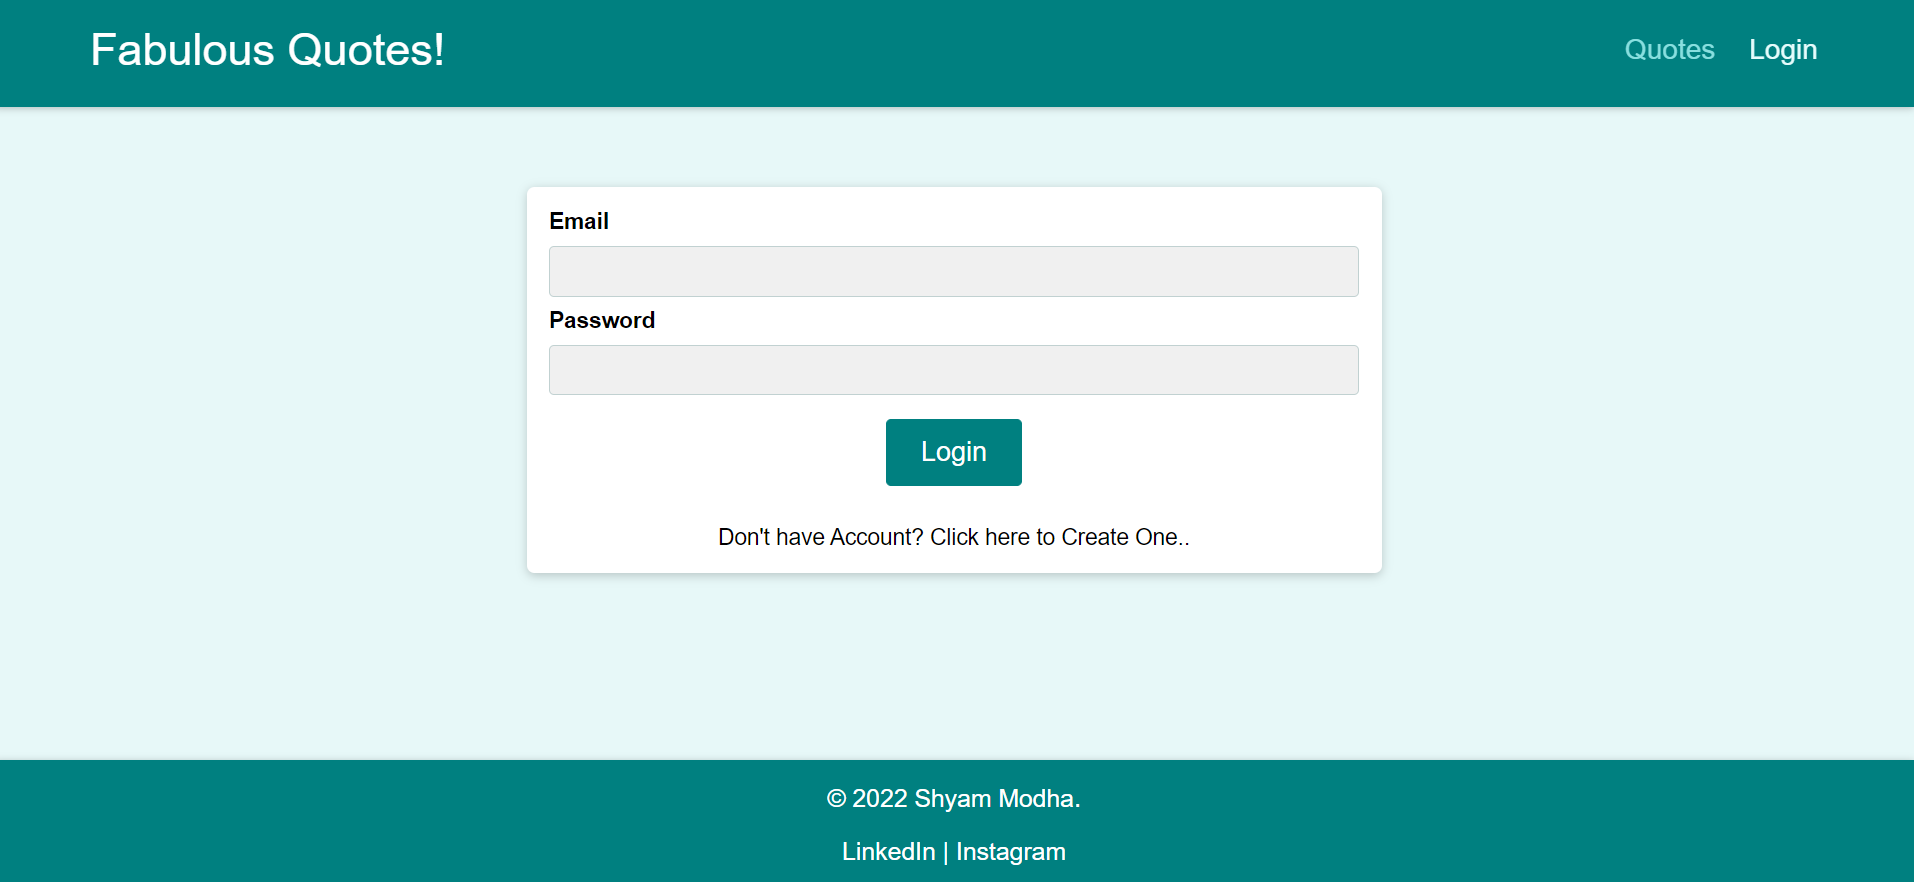 Fabulous Quotes! Quotes Login
Email
Password
Login
Don't have Account? Click here to Create One..
© 2022 Shyam Modha.
LinkedIn | Instagram